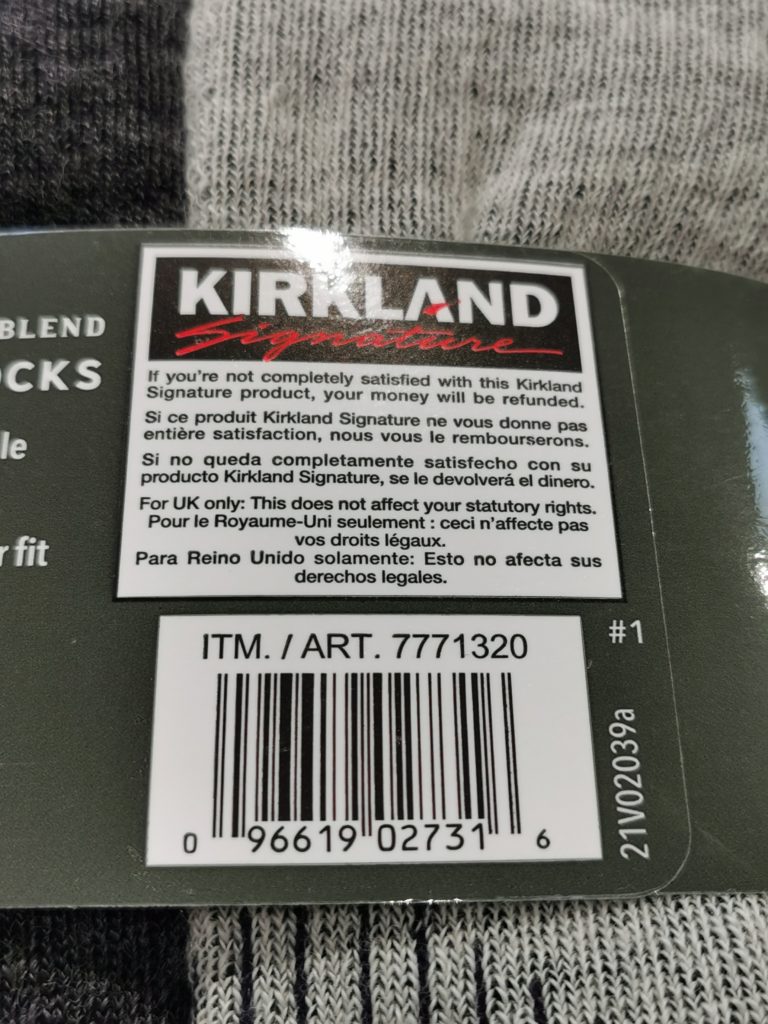 BLEND
OCKS
le
r fit
KIRKLAND
Signature
If you're not completely satisfied with this Kirkland
Signature product, your money will be refunded.
Si ce produit Kirkland Signature ne vous donne pas
entière satisfaction, nous vous le rembourserons.
Si no queda completamente satisfecho con su
producto Kirkland Signature, se le devolverá el dinero.
For UK only: This does not affect your statutory rights.
Pour le Royaume-Uni seulement : ceci n'affecte pas
vos droits légaux.
Para Reino Unido solamente: Esto no afecta sus
derechos legales.
ITM. / ART. 7771320
0 96619 02731 6
#1
21V02039a